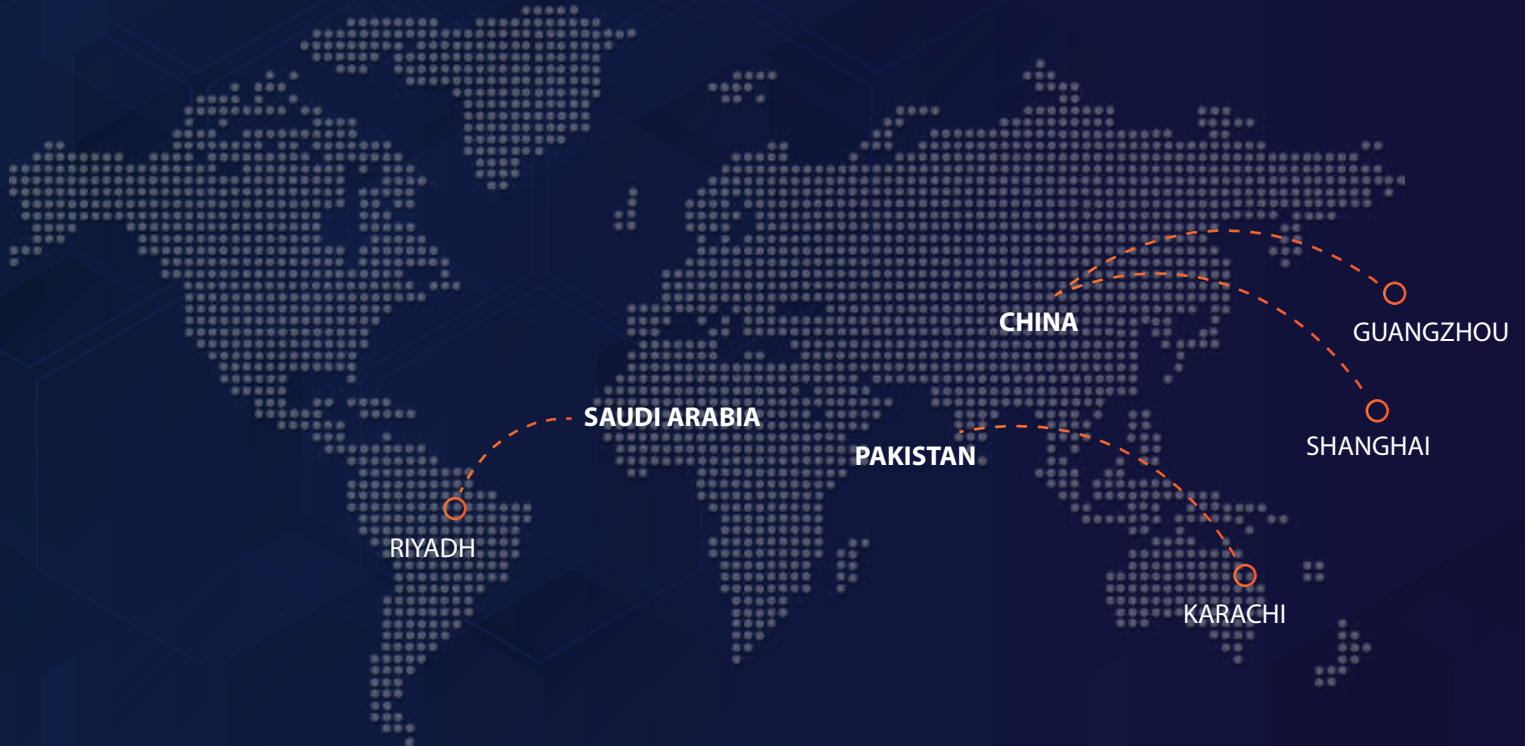 CHINA
GUANGZHOU
SAUDI ARABIA
SHANGHAI
PAKISTAN
RIYADH
KARACHI